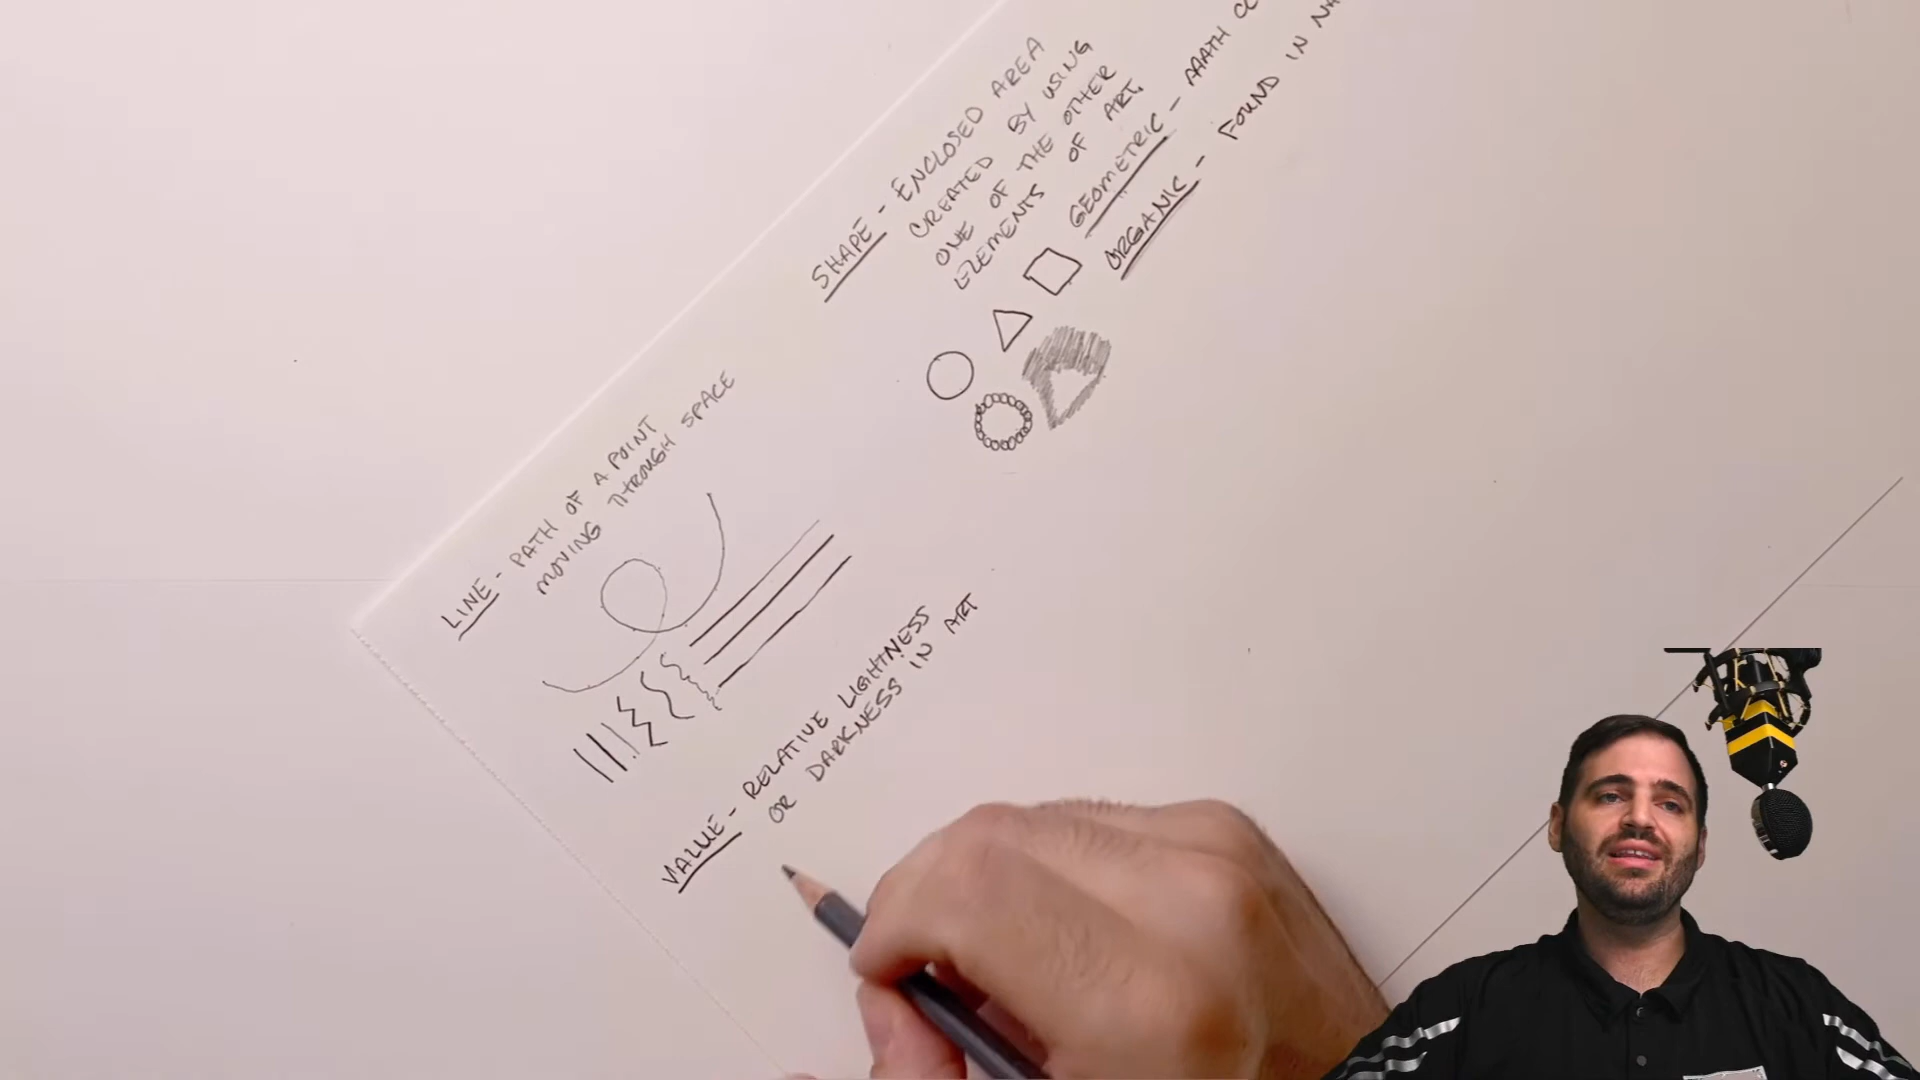 LINE - PATH OF A POINT
MOVING THROUGH SPACE
SHAPE - ENCLOSED AREA
CREATED BY USING
ONE OF THE OTHER
ELEMENTS OF ART.
GEOMETRIC - MATH
ORGANIC - FOUND IN
VALUE - RELATIVE LIGHTNESS
OR DARKNESS IN ART